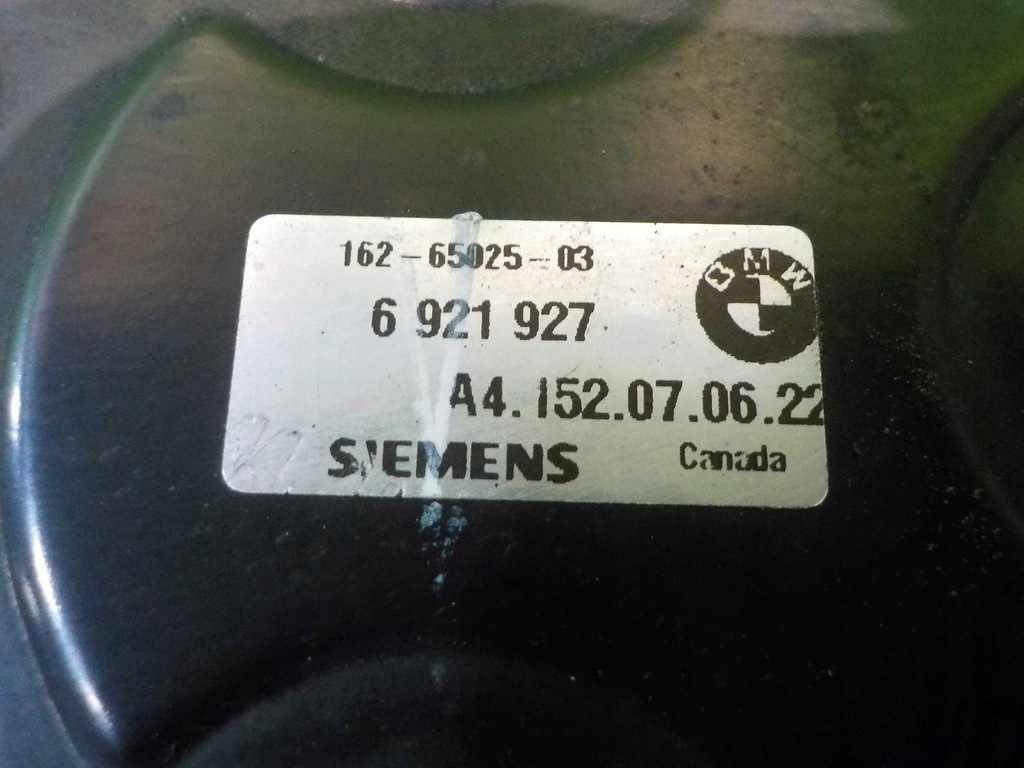 162-65025-03
6 921 927
BMW
A4.152.07.06.22
SIEMENS
Canada